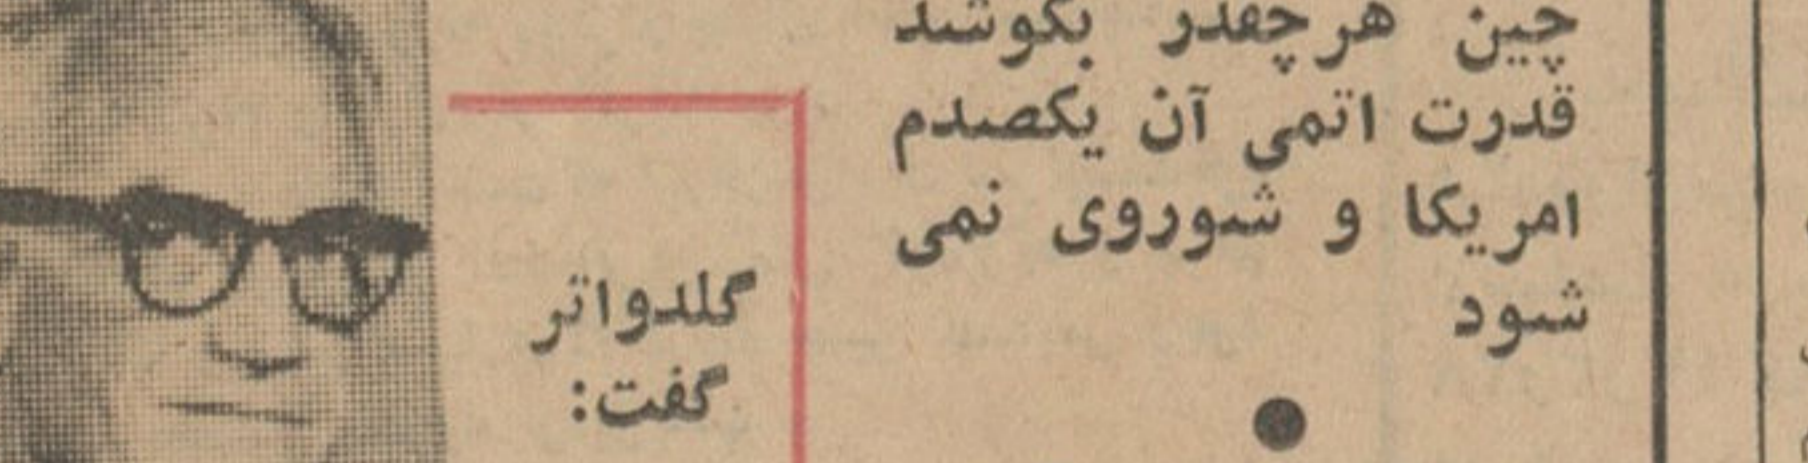 چین هرچقدر بکوشد
قدرت اتمی آن یکصدم
امریکا و شوروی نمی
شود
گلدواتر
گفت: